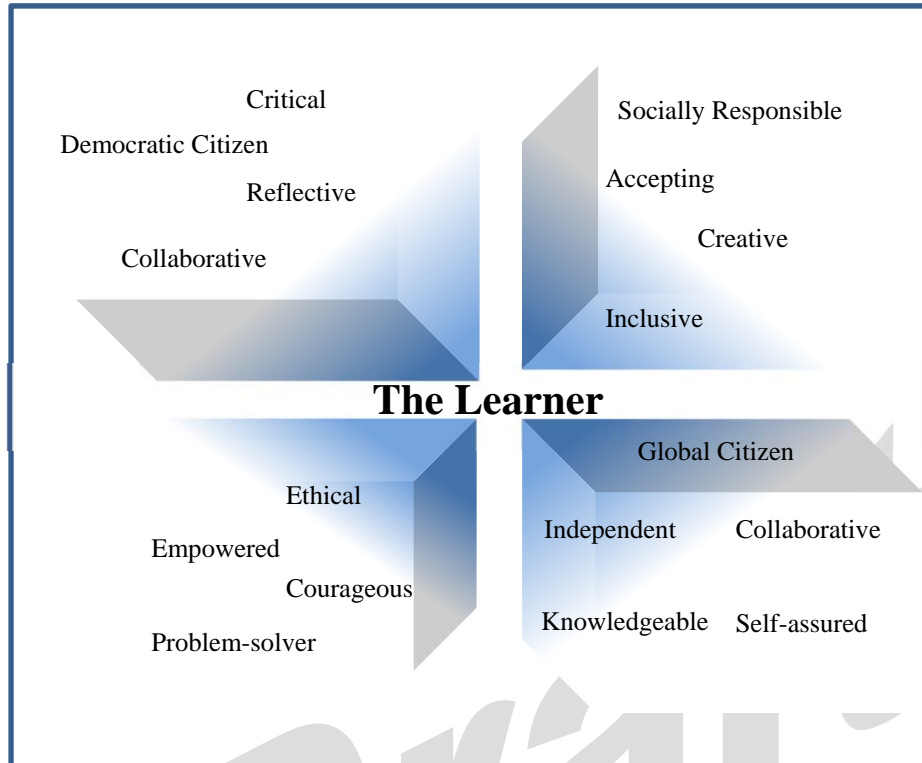 Critical
Democratic Citizen
Reflective
Collaborative
Socially Responsible
Accepting
Creative
Inclusive
The Learner
Ethical
Empowered
Courageous
Problem-solver
Global Citizen
Independent Collaborative
Knowledgeable Self-assured